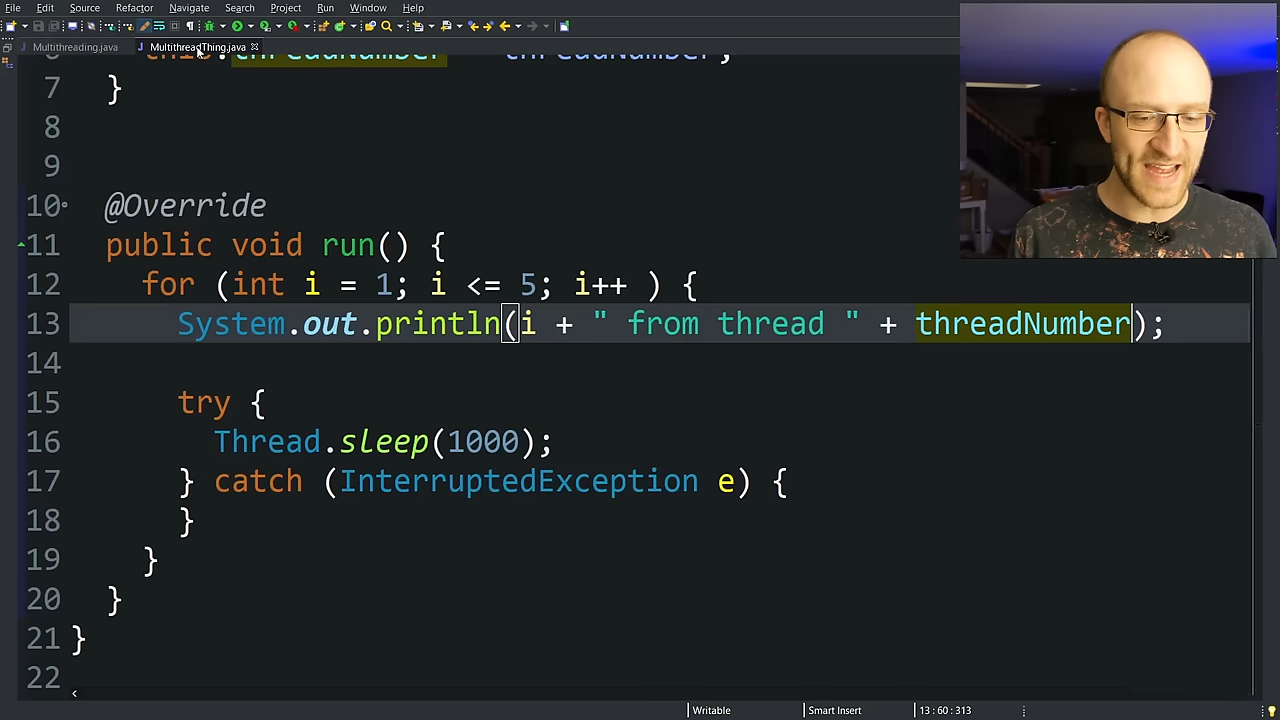 File Edit Source Refactor Navigate Search Project Run Window Help
Multithreading.java MultithreadThing.java
7 }
8
9
10 @Override
11 public void run() {
12 for (int i = 1; i <= 5; i++ ) {
13 System.out.println(i + " from thread " + threadNumber);
14
15 try {
16 Thread.sleep(1000);
17 } catch (InterruptedException e) {
18 }
19 }
20 }
21 }
22
Writable Smart Insert 13 : 60 : 313